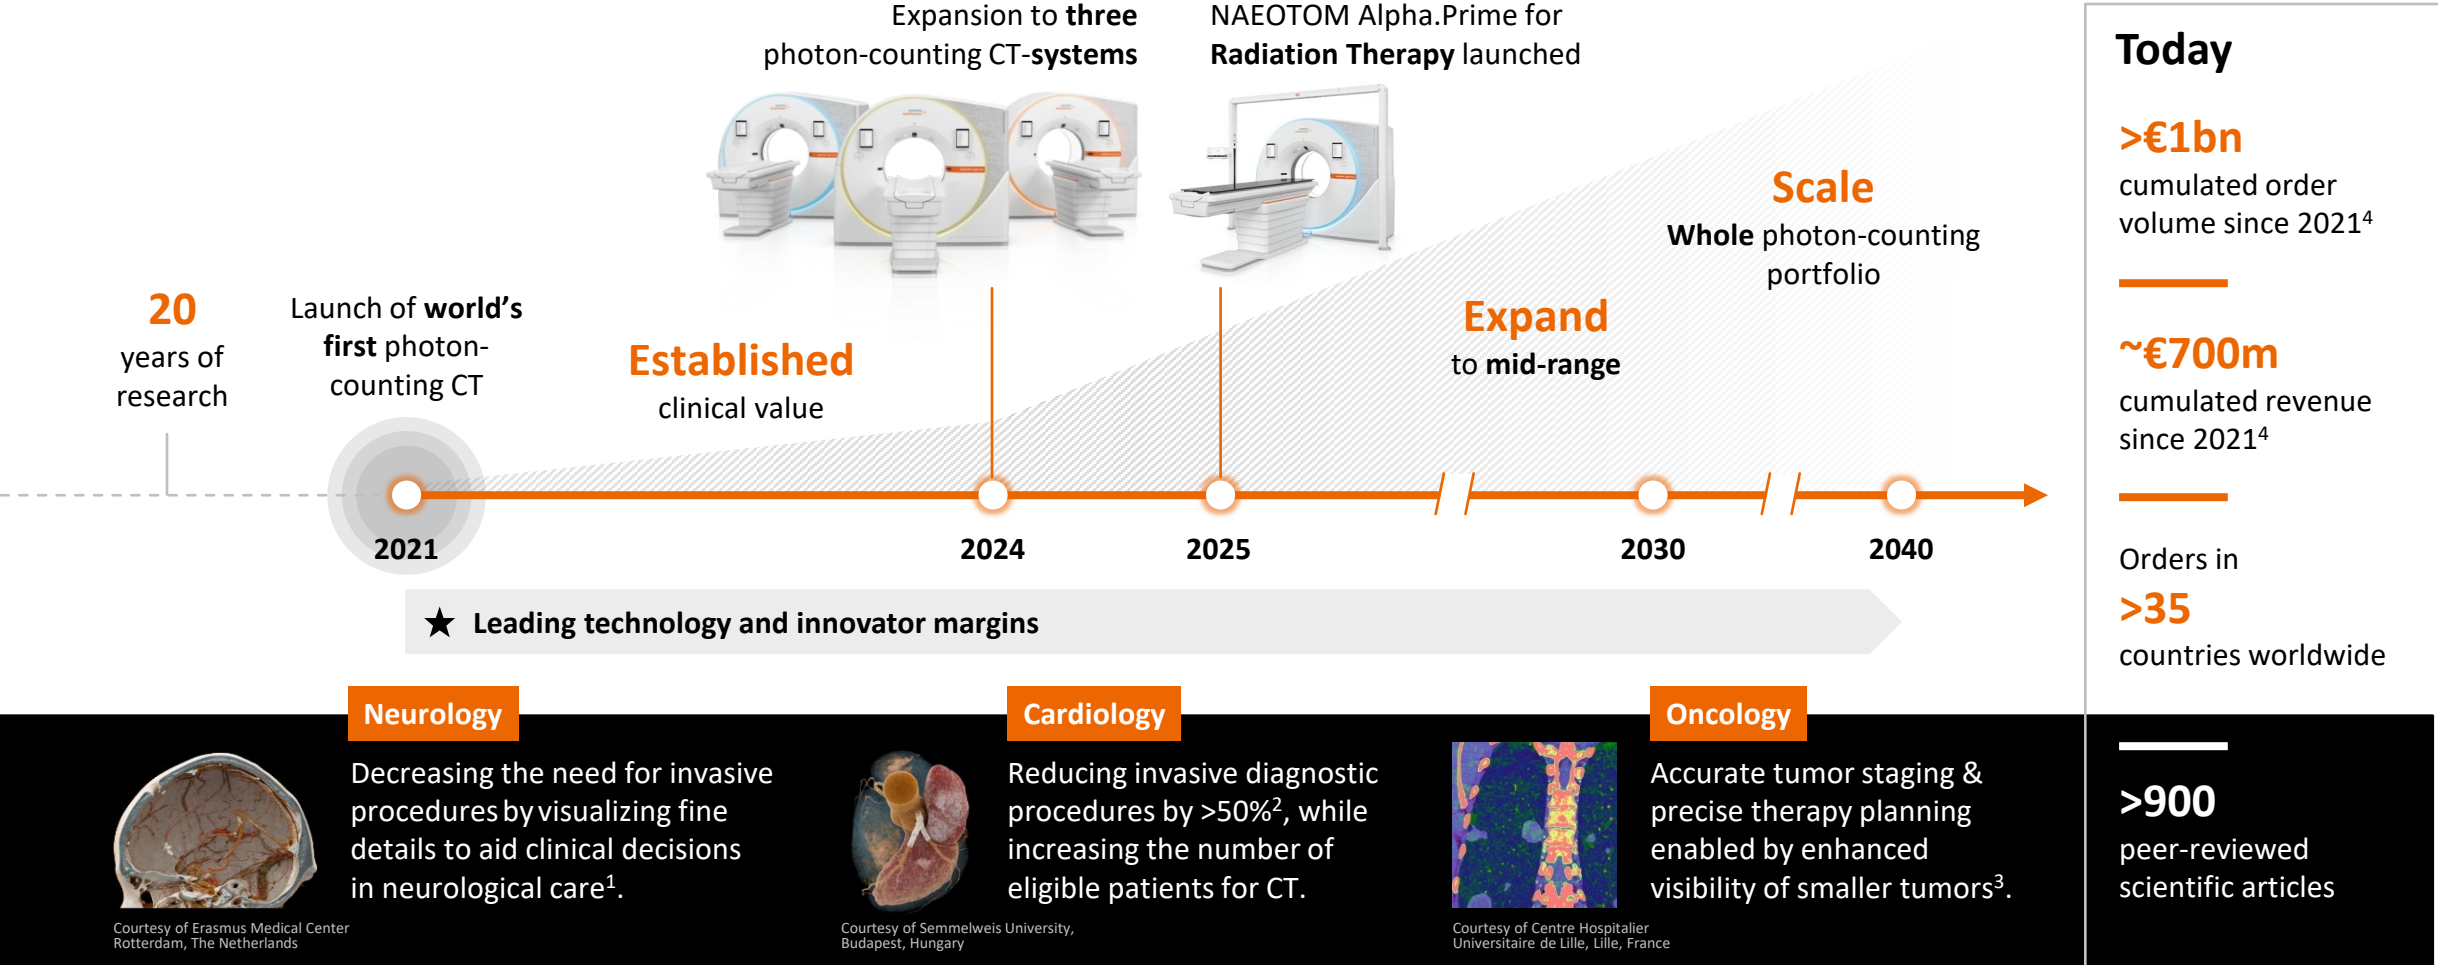 Expansion to three
photon-counting CT-systems
NAEOTOM Alpha.Prime for
Radiation Therapy launched
20
years of
research
Launch of world's
first photon-
counting CT
Established
clinical value
Expand
to mid-range
Scale
Whole photon-counting
portfolio
2021
2024
2025
2030
2040
★ Leading technology and innovator margins
Neurology
Decreasing the need for invasive
procedures by visualizing fine
details to aid clinical decisions
in neurological care¹.
Courtesy of Erasmus Medical Center
Rotterdam, The Netherlands
Cardiology
Reducing invasive diagnostic
procedures by >50%², while
increasing the number of
eligible patients for CT.
Courtesy of Semmelweis University,
Budapest, Hungary
Oncology
Accurate tumor staging &
precise therapy planning
enabled by enhanced
visibility of smaller tumors³.
Courtesy of Centre Hospitalier
Universitaire de Lille, Lille, France
Today
>€1bn
cumulated order
volume since 2021⁴
~€700m
cumulated revenue
since 2021⁴
Orders in
>35
countries worldwide
>900
peer-reviewed
scientific articles